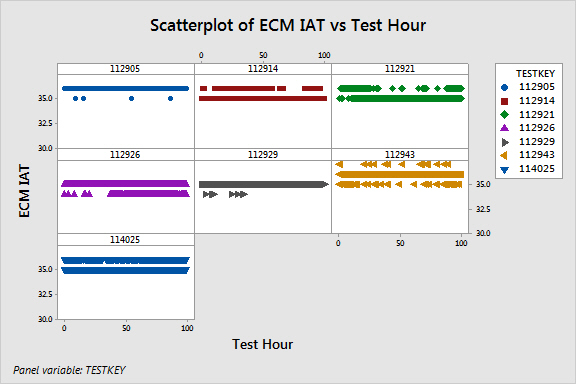 Scatterplot of ECM IAT vs Test Hour
0 50 100
112905 112914 112921
35.0
32.5
30.0
112926 112929 112943
35.0
32.5
30.0
0 50 100
114025
35.0
32.5
30.0
0 50 100
ECM IAT
Test Hour
TESTKEY
112905
112914
112921
112926
112929
112943
114025
Panel variable: TESTKEY